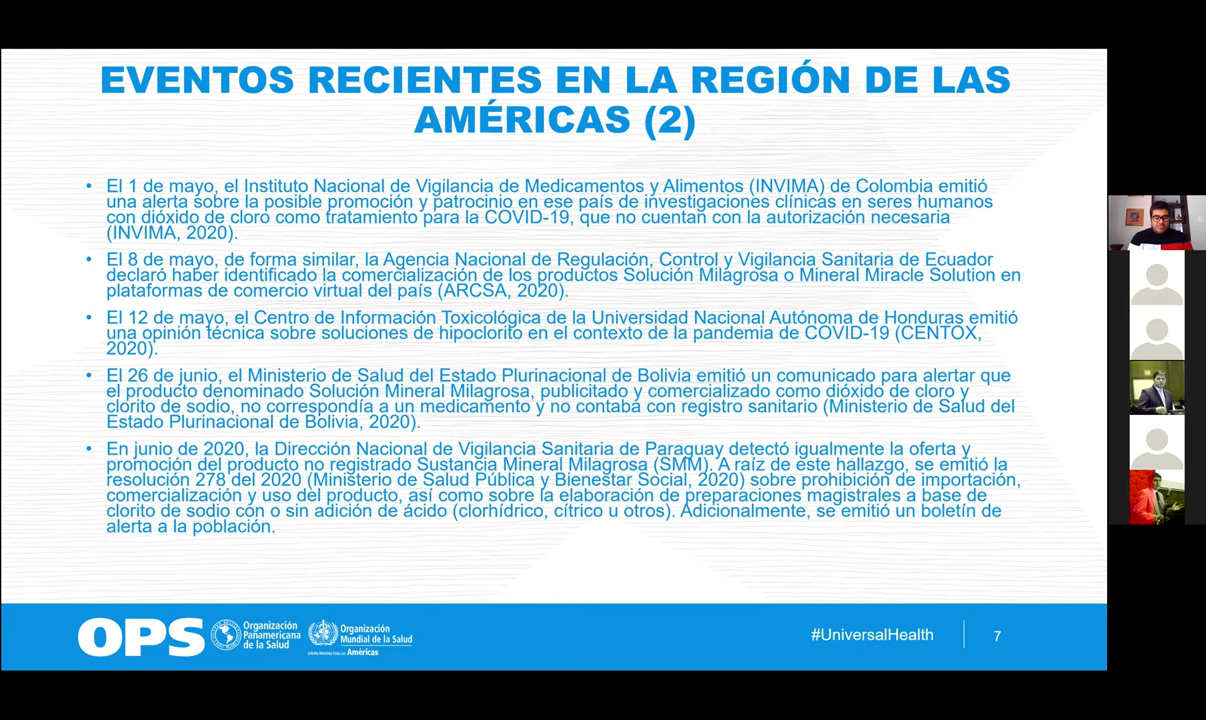 EVENTOS RECIENTES EN LA REGIÓN DE LAS
AMÉRICAS (2)
• El 1 de mayo, el Instituto Nacional de Vigilancia de Medicamentos y Alimentos (INVIMA) de Colombia emitió
una alerta sobre la posible promoción y patrocinio en ese país de investigaciones clínicas en seres humanos
con dióxido de cloro como tratamiento para la COVID-19, que no cuentan con la autorización necesaria
(INVIMA, 2020).
• El 8 de mayo, de forma similar, la Agencia Nacional de Regulación, Control y Vigilancia Sanitaria de Ecuador
declaró haber identificado la comercialización de los productos Solución Milagrosa o Mineral Miracle Solution en
plataformas de comercio virtual del país (ARCSA, 2020).
• El 12 de mayo, el Centro de Información Toxicológica de la Universidad Nacional Autónoma de Honduras emitió
una opinión técnica sobre soluciones de hipoclorito en el contexto de la pandemia de COVID-19 (CENTOX,
2020).
• El 26 de junio, el Ministerio de Salud del Estado Plurinacional de Bolivia emitió un comunicado para alertar que
el producto denominado Solución Mineral Milagrosa, publicitado y comercializado como dióxido de cloro y
clorito de sodio, no correspondía a un medicamento y no contaba con registro sanitario (Ministerio de Salud del
Estado Plurinacional de Bolivia, 2020).
• En junio de 2020, la Dirección Nacional de Vigilancia Sanitaria de Paraguay detectó igualmente la oferta y
promoción del producto no registrado Sustancia Mineral Milagrosa (SMM). A raíz de este hallazgo, se emitió la
resolución 278 del 2020 (Ministerio de Salud Pública y Bienestar Social, 2020) sobre prohibición de importación,
comercialización y uso del producto, así como sobre la elaboración de preparaciones magistrales a base de
clorito de sodio con o sin adición de ácido (clorhídrico, cítrico u otros). Adicionalmente, se emitió un boletín de
alerta a la población.
OPS
Organización
Panamericana
de la Salud
Organización
Mundial de la Salud
Américas
#UniversalHealth
7